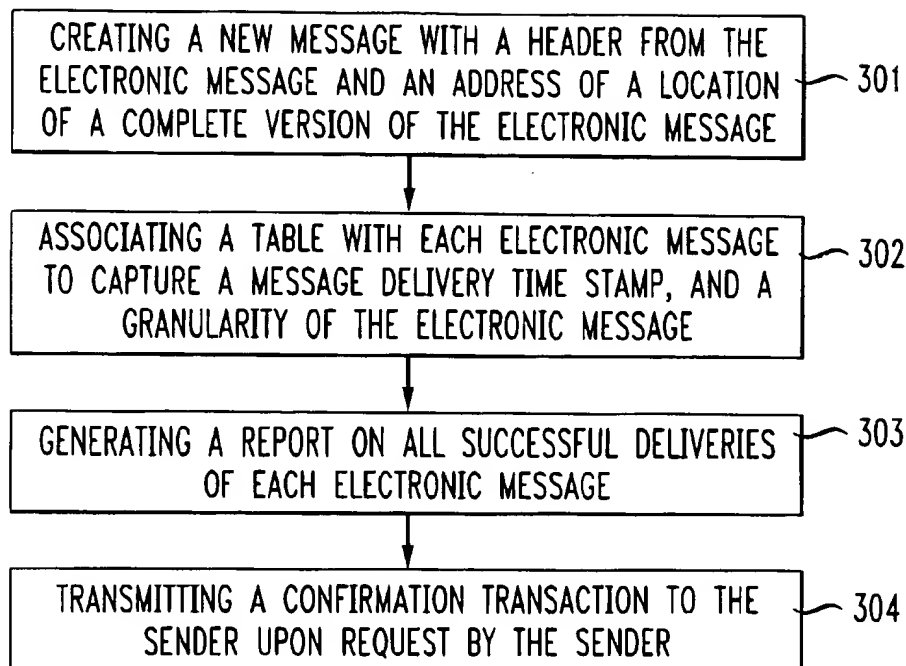 CREATING A NEW MESSAGE WITH A HEADER FROM THE
ELECTRONIC MESSAGE AND AN ADDRESS OF A LOCATION
OF A COMPLETE VERSION OF THE ELECTRONIC MESSAGE
301
ASSOCIATING A TABLE WITH EACH ELECTRONIC MESSAGE
TO CAPTURE A MESSAGE DELIVERY TIME STAMP, AND A
GRANULARITY OF THE ELECTRONIC MESSAGE
302
GENERATING A REPORT ON ALL SUCCESSFUL DELIVERIES
OF EACH ELECTRONIC MESSAGE
303
TRANSMITTING A CONFIRMATION TRANSACTION TO THE
SENDER UPON REQUEST BY THE SENDER
304